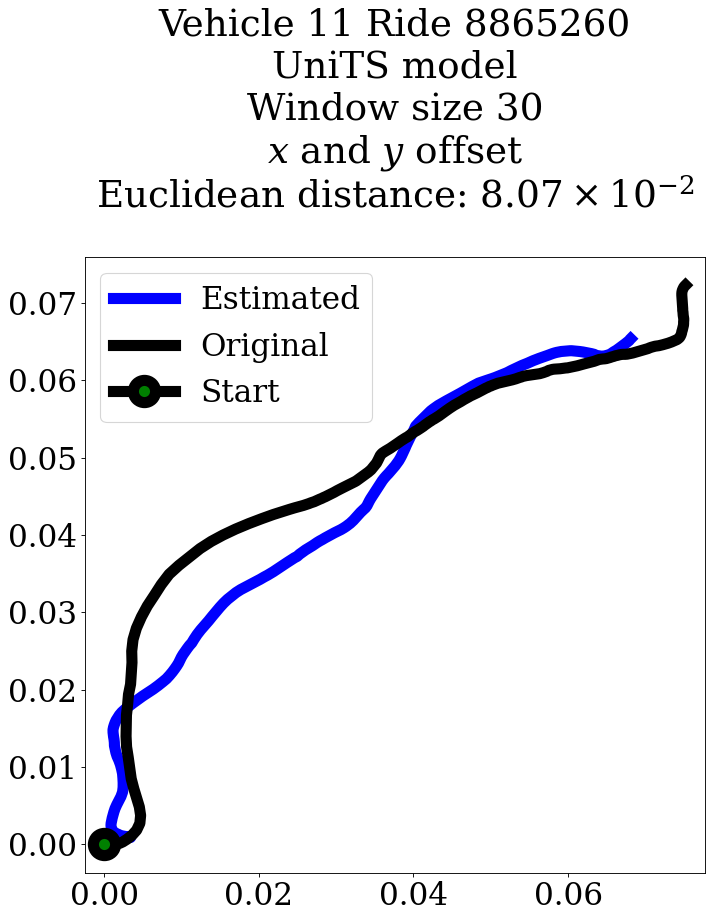 Vehicle 11 Ride 8865260
UniTS model
Window size 30
x and y offset
Euclidean distance: 8.07 × 10⁻²
Estimated
Original
Start
0.07
0.06
0.05
0.04
0.03
0.02
0.01
0.00
0.00 0.02 0.04 0.06